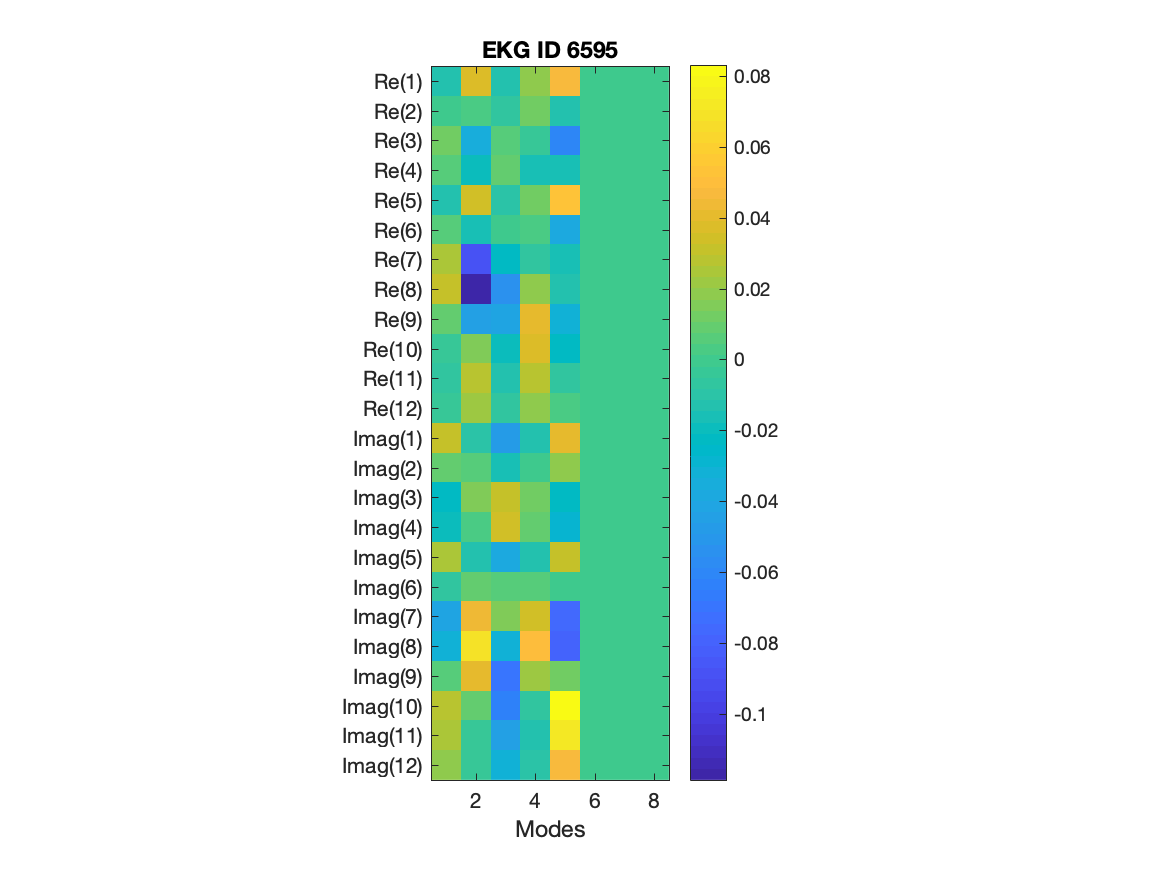 EKG ID 6595
Re(1)
Re(2)
Re(3)
Re(4)
Re(5)
Re(6)
Re(7)
Re(8)
Re(9)
Re(10)
Re(11)
Re(12)
Imag(1)
Imag(2)
Imag(3)
Imag(4)
Imag(5)
Imag(6)
Imag(7)
Imag(8)
Imag(9)
Imag(10)
Imag(11)
Imag(12)
2 4 6 8
Modes
0.08
0.06
0.04
0.02
0
-0.02
-0.04
-0.06
-0.08
-0.1